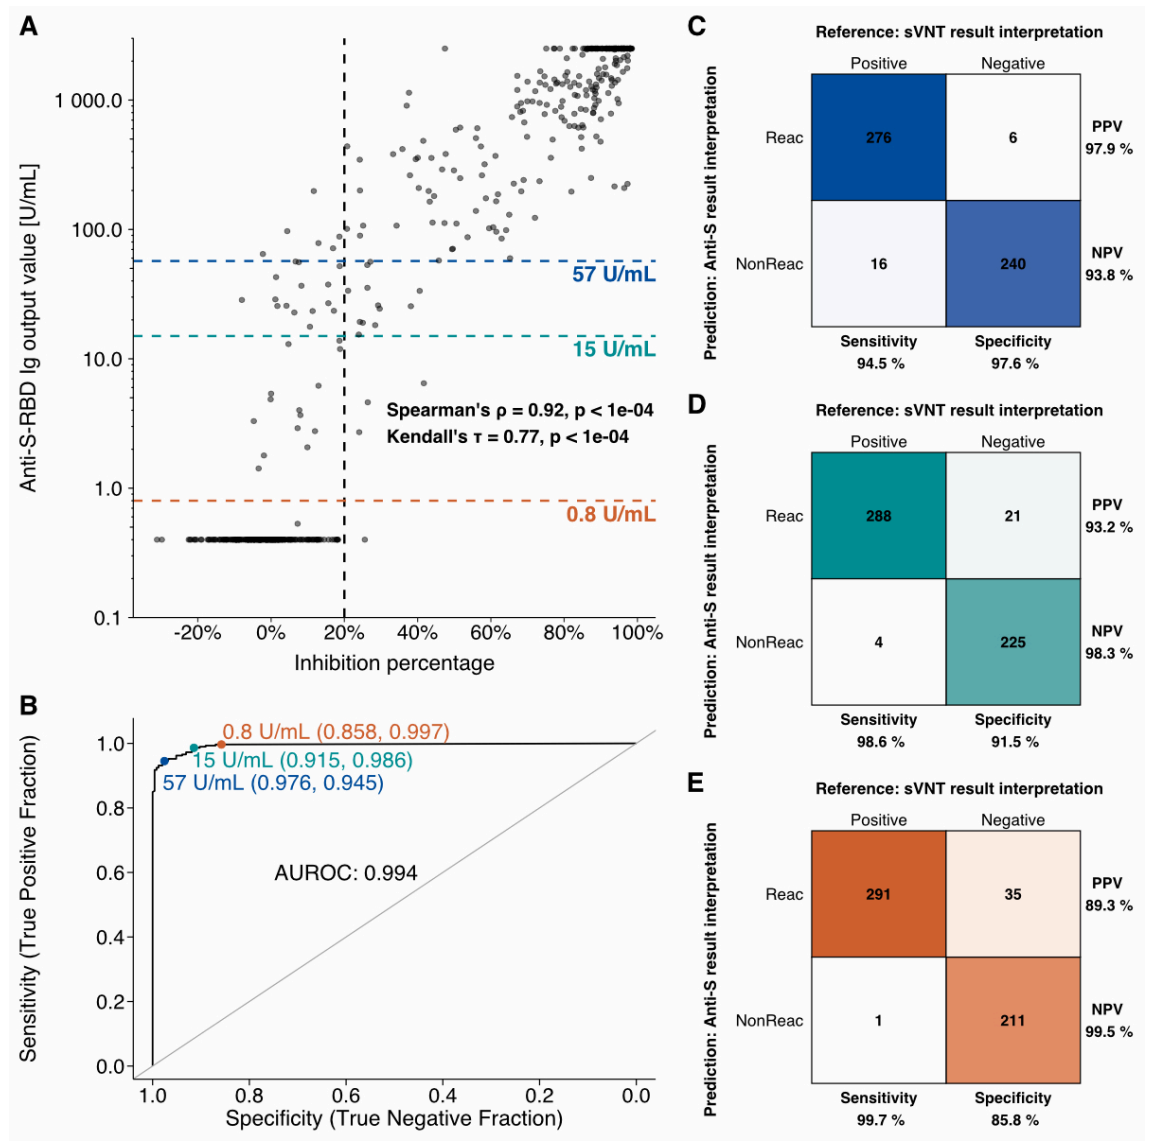 A
Anti-S-RBD Ig output value [U/mL]
1 000.0
100.0
10.0
1.0
0.1
57 U/mL
15 U/mL
Spearman's ρ = 0.92, p < 1e-04
Kendall's τ = 0.77, p < 1e-04
0.8 U/mL
-20%
0%
20%
40%
60%
80%
100%
Inhibition percentage
B
Sensitivity (True Positive Fraction)
1.0
0.8
0.6
0.4
0.2
0.0
0.8 U/mL (0.858, 0.997)
15 U/mL (0.915, 0.986)
57 U/mL (0.976, 0.945)
AUROC: 0.994
1.0
0.8
0.6
0.4
0.2
0.0
Specificity (True Negative Fraction)
C
Reference: sVNT result interpretation
Positive
Negative
Prediction: Anti-S result interpretation
Reac
276
6
PPV
97.9 %
NonReac
16
240
NPV
93.8 %
Sensitivity
94.5 %
Specificity
97.6 %
D
Reference: sVNT result interpretation
Positive
Negative
Prediction: Anti-S result interpretation
Reac
288
21
PPV
93.2 %
NonReac
4
225
NPV
98.3 %
Sensitivity
98.6 %
Specificity
91.5 %
E
Reference: sVNT result interpretation
Positive
Negative
Prediction: Anti-S result interpretation
Reac
291
35
PPV
89.3 %
NonReac
1
211
NPV
99.5 %
Sensitivity
99.7 %
Specificity
85.8 %